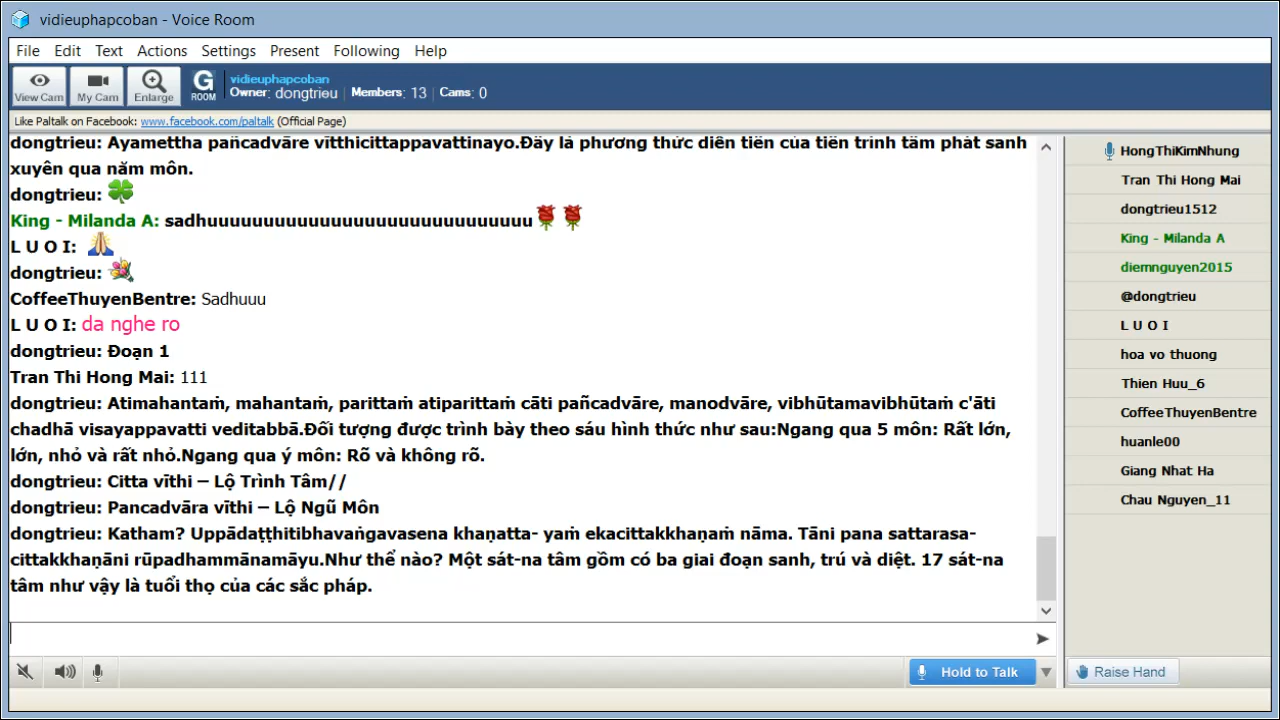 vidieuphapcoban - Voice Room
File Edit Text Actions Settings Present Following Help
View Cam My Cam Enlarge G ROOM vidieuphapcoban
Owner: dongtrieu | Members: 13 | Cams: 0
Like Paltalk on Facebook: www.facebook.com/paltalk (Official Page)
dongtrieu: Ayamettha pañcadvāre vītthicittappavattinayo.Đây là phương thức diễn tiến của tiến trình tâm phát sanh
xuyên qua năm môn.
dongtrieu:
King - Milanda A: sadhuuuuuuuuuuuuuuuuuuuuuuuuuuuuu
L U O I:
dongtrieu:
CoffeeThuyenBentre: Sadhuuu
L U O I: da nghe ro
dongtrieu: Đoạn 1
Tran Thi Hong Mai: 111
dongtrieu: Atimahantaṁ, mahantaṁ, parittaṁ atiparittaṁ cāti pañcadvāre, manodvāre, vibhūtamavibhūtaṁ c'āti
chadhā visayappavatti veditabbā.Đối tượng được trình bày theo sáu hình thức như sau:Ngang qua 5 môn: Rất lớn,
lớn, nhỏ và rất nhỏ.Ngang qua ý môn: Rõ và không rõ.
dongtrieu: Citta vīthi – Lộ Trình Tâm//
dongtrieu: Pancadvāra vīthi – Lộ Ngũ Môn
dongtrieu: Katham? Uppādaṭṭhitibhavaṅgavasena khaṇatta- yaṁ ekacittakkhaṇaṁ nāma. Tāni pana sattarasa-
cittakkhaṇāni rūpadhammānamāyu.Như thể nào? Một sát-na tâm gồm có ba giai đoạn sanh, trú và diệt. 17 sát-na
tâm như vậy là tuổi thọ của các sắc pháp.
HongThiKimNhung
Tran Thi Hong Mai
dongtrieu1512
King - Milanda A
diemnguyen2015
@dongtrieu
L U O I
hoa vo thuong
Thien Huu_6
CoffeeThuyenBentre
huanle00
Giang Nhat Ha
Chau Nguyen_11
Hold to Talk
Raise Hand